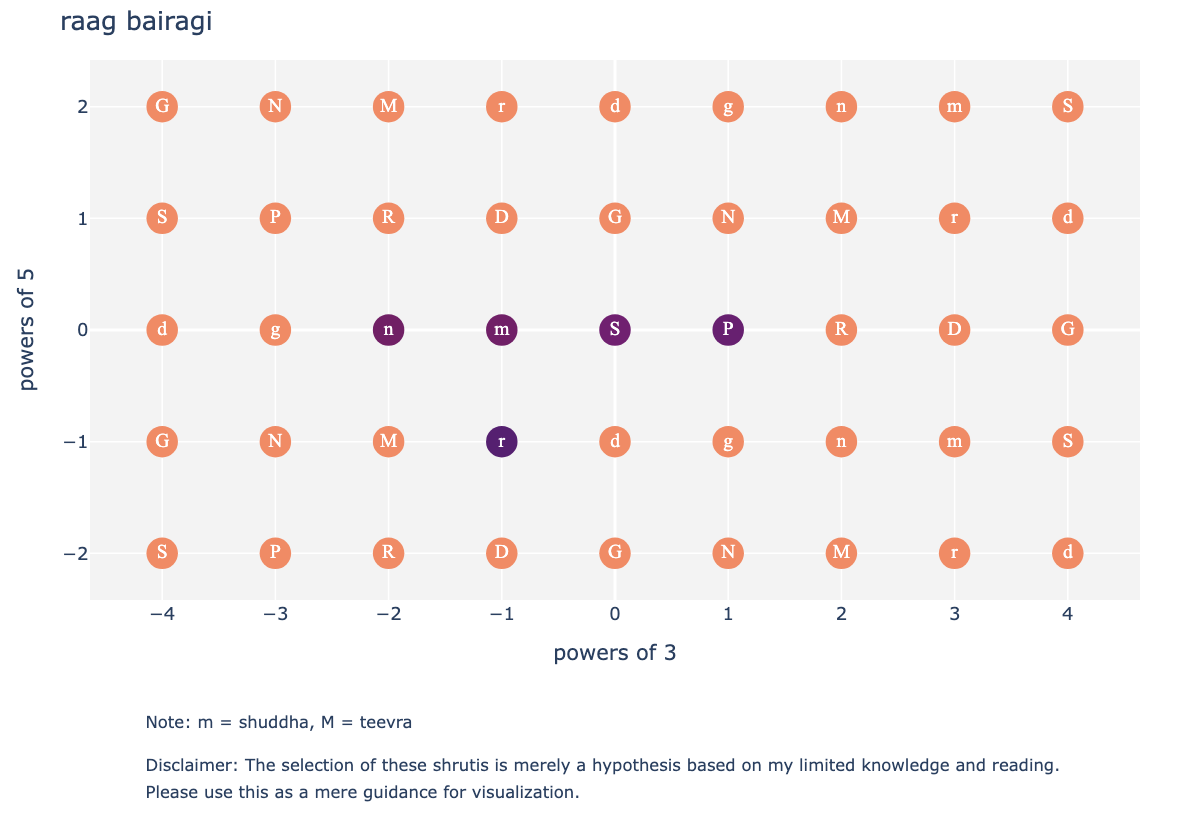 raag bairagi
2 G N M r d g n m S
1 S P R D G N M r d
0 d g n m S P R D G
−1 G N M r d g n m S
−2 S P R D G N M r d
powers of 5
−4 −3 −2 −1 0 1 2 3 4
powers of 3
Note: m = shuddha, M = teevra
Disclaimer: The selection of these shrutis is merely a hypothesis based on my limited knowledge and reading.
Please use this as a mere guidance for visualization.